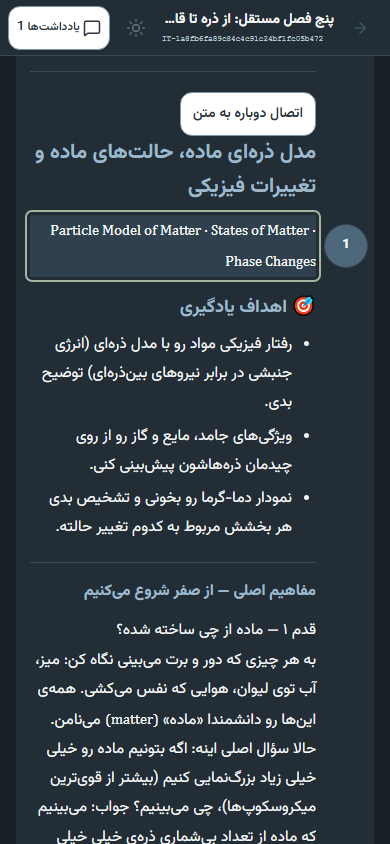 پنج فصل مستقل: از ذره تا قا...
IT-1a8fb6fa89c84c4c91c24bf1fc05b472
یادداشت‌ها 1
اتصال دوباره به متن
مدل ذره‌ای ماده، حالت‌های ماده و
تغییرات فیزیکی
1
Particle Model of Matter · States of Matter ·
Phase Changes
🎯 اهداف یادگیری
• رفتار فیزیکی مواد رو با مدل ذره‌ای (انرژی
جنبشی در برابر نیروهای بین‌ذره‌ای) توضیح
بدی.
• ویژگی‌های جامد، مایع و گاز رو از روی
چیدمان ذره‌هاشون پیش‌بینی کنی.
• نمودار دما-گرما رو بخونی و تشخیص بدی
هر بخشش مربوط به کدوم تغییر حالته.
مفاهیم اصلی — از صفر شروع می‌کنیم
قدم ۱ — ماده از چی ساخته شده؟
به هر چیزی که دور و برت می‌بینی نگاه کن: میز،
آب توی لیوان، هوایی که نفس می‌کشی. همه‌ی
این‌ها رو دانشمندا «ماده» (matter) می‌نامن.
حالا سؤال اصلی اینه: اگه بتونیم ماده رو خیلی
خیلی زیاد بزرگ‌نمایی کنیم (بیشتر از قوی‌ترین
میکروسکوپ‌ها)، چی می‌بینیم؟ جواب: می‌بینیم
که ماده از تعداد بی‌شماری ذره‌ی خیلی خیلی